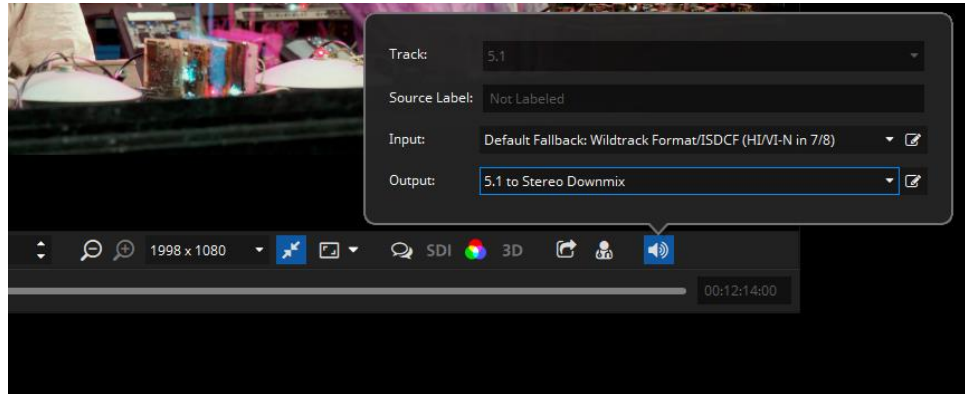 Track: 5.1
Source Label: Not Labeled
Input: Default Fallback: Wildtrack Format/ISDCF (HI/VI-N in 7/8)
Output: 5.1 to Stereo Downmix
1998 x 1080 SDI 3D
00:12:14:00